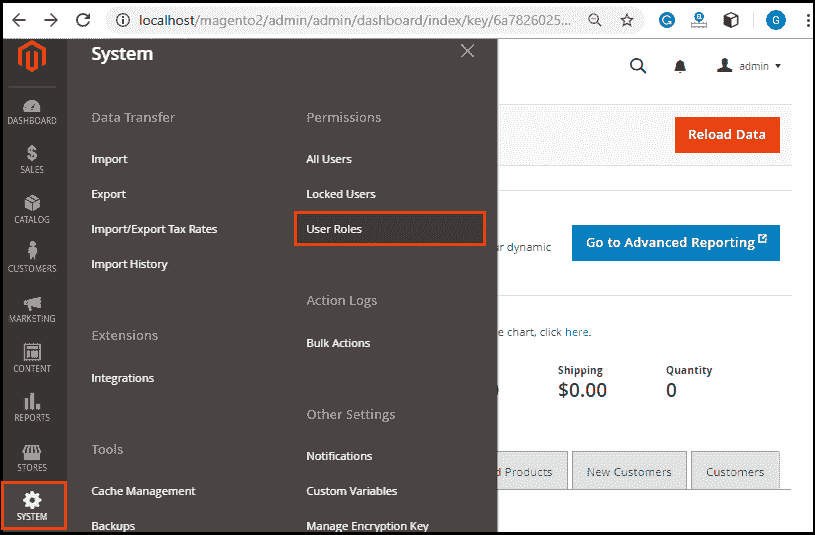 localhost/magento2/admin/admin/dashboard/index/key/6a7826025...
G
G
System
admin
DASHBOARD
SALES
CATALOG
CUSTOMERS
MARKETING
CONTENT
REPORTS
STORES
SYSTEM
Data Transfer
Import
Export
Import/Export Tax Rates
Import History
Extensions
Integrations
Tools
Cache Management
Backups
Permissions
All Users
Locked Users
User Roles
Action Logs
Bulk Actions
Other Settings
Notifications
Custom Variables
Manage Encryption Key
Reload Data
dynamic
Go to Advanced Reporting
chart, click here.
Shipping
$0.00
Quantity
0
Products
New Customers
Customers